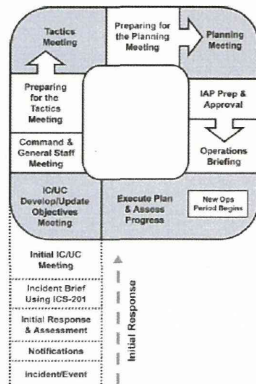 Tactics
Meeting
Preparing for
the Planning
Meeting
Planning
Meeting
Preparing
for the
Tactics
Meeting
IAP Prep &
Approval
Command &
General Staff
Meeting
Operations
Briefing
IC/UC
Develop/Update
Objectives
Meeting
Execute Plan
& Assess
Progress
New Ops
Period Begins
Initial IC/UC
Meeting
Incident Brief
Using ICS-201
Initial Response
& Assessment
Notifications
Incident/Event
Initial Response